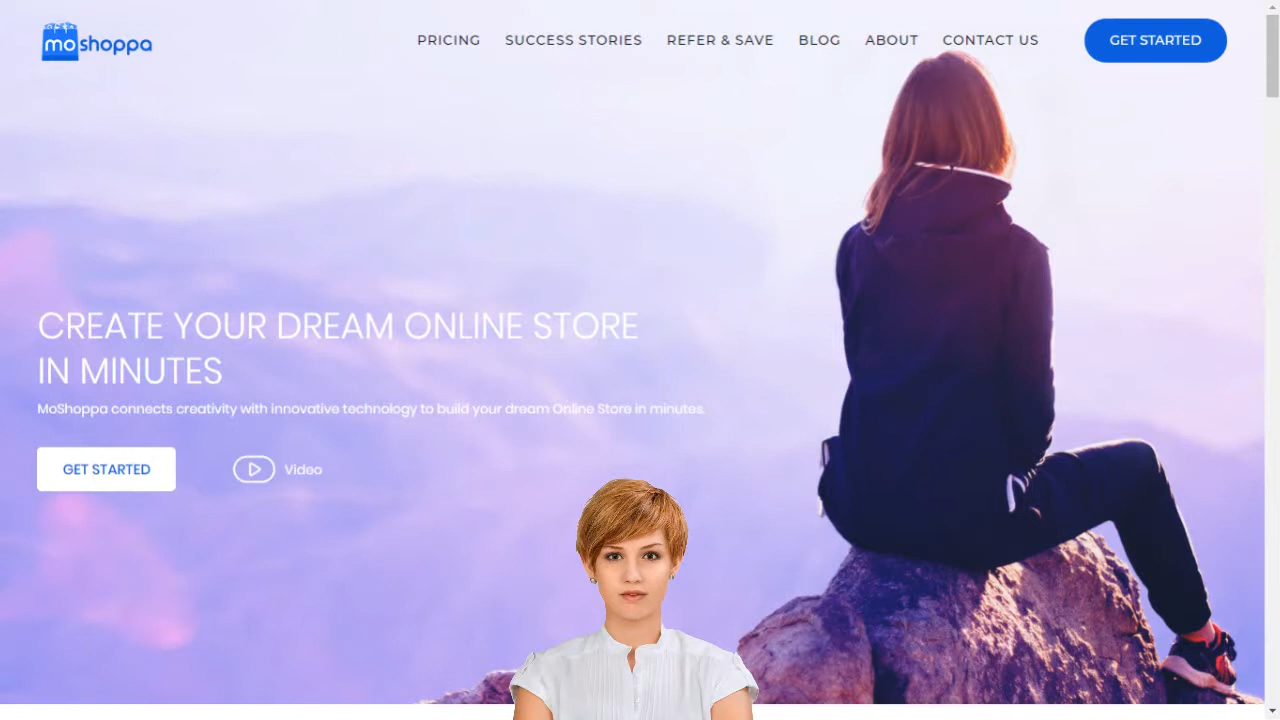 moshoppa
PRICING SUCCESS STORIES REFER & SAVE BLOG ABOUT CONTACT US GET STARTED
CREATE YOUR DREAM ONLINE STORE
IN MINUTES
MoShoppa connects creativity with innovative technology to build your dream Online Store in minutes.
GET STARTED Video